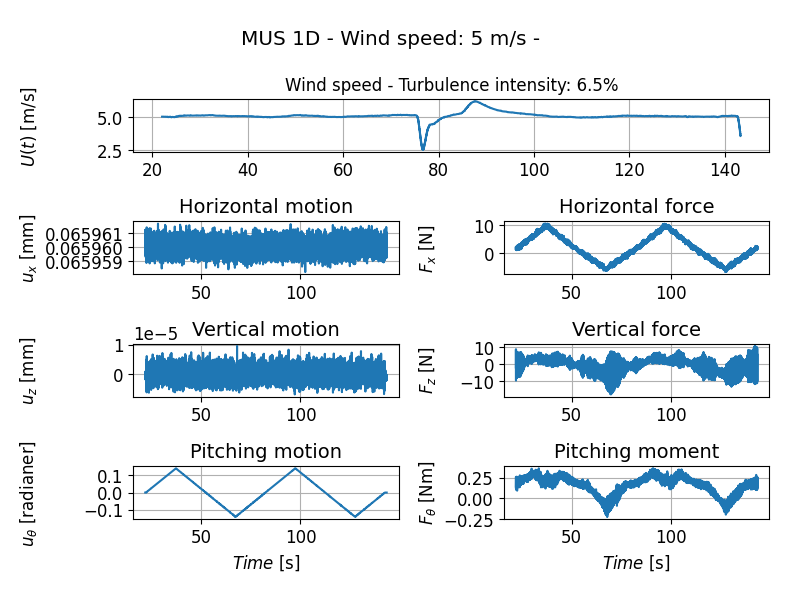 MUS 1D - Wind speed: 5 m/s -
Wind speed - Turbulence intensity: 6.5%
U(t) [m/s]
5.0
2.5
20 40 60 80 100 120 140
Horizontal motion
u_x [mm]
0.065961
0.065960
0.065959
50 100
Horizontal force
F_x [N]
10
0
50 100
Vertical motion
1e−5
u_z [mm]
1
0
50 100
Vertical force
F_z [N]
10
0
−10
50 100
Pitching motion
u_θ [radianer]
0.1
0.0
−0.1
50 100
Time [s]
Pitching moment
F_θ [Nm]
0.25
0.00
−0.25
50 100
Time [s]